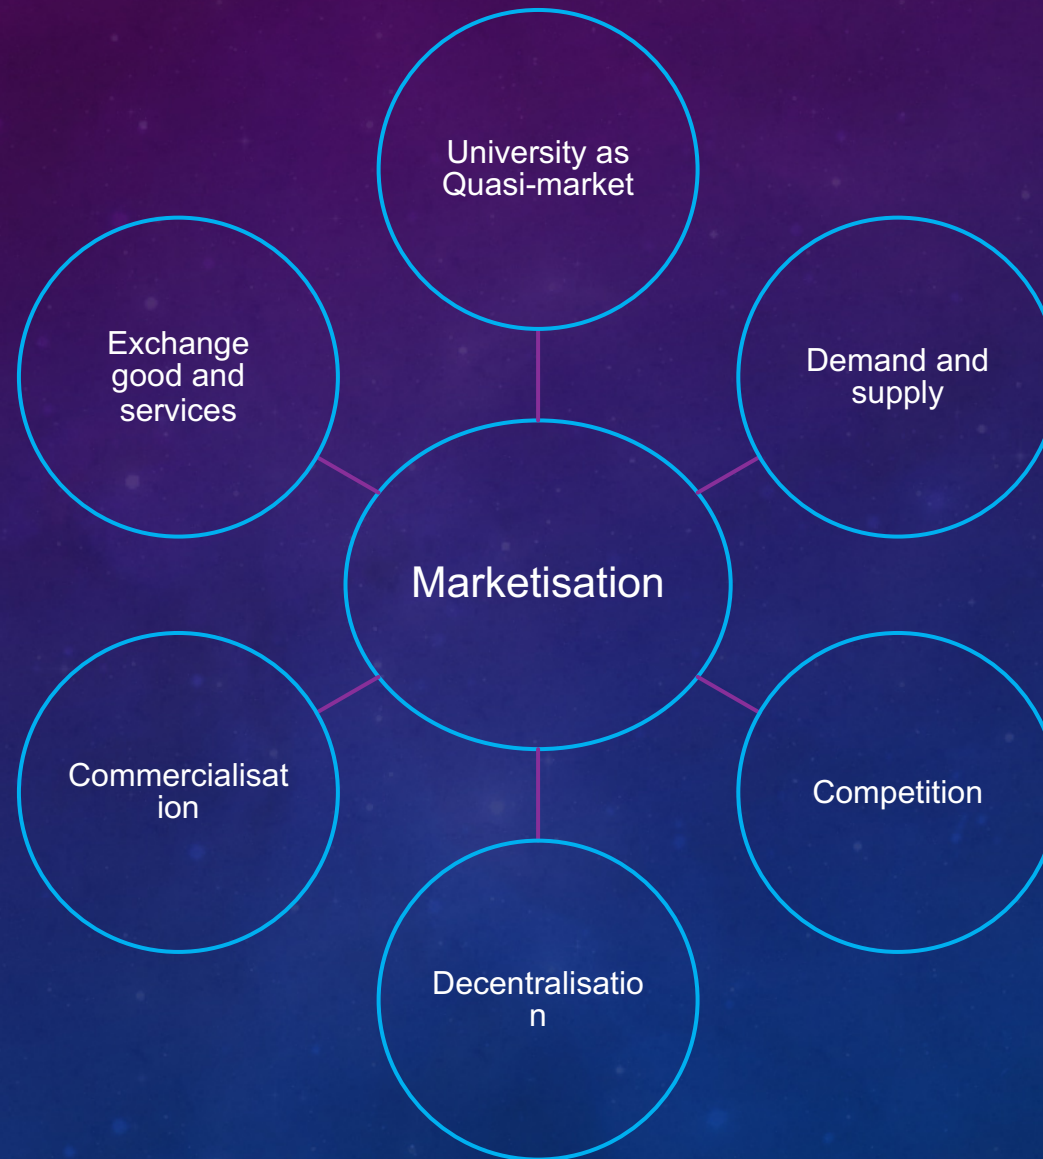 University as
Quasi-market
Exchange
good and
services
Demand and
supply
Marketisation
Commercialisat
ion
Competition
Decentralisatio
n